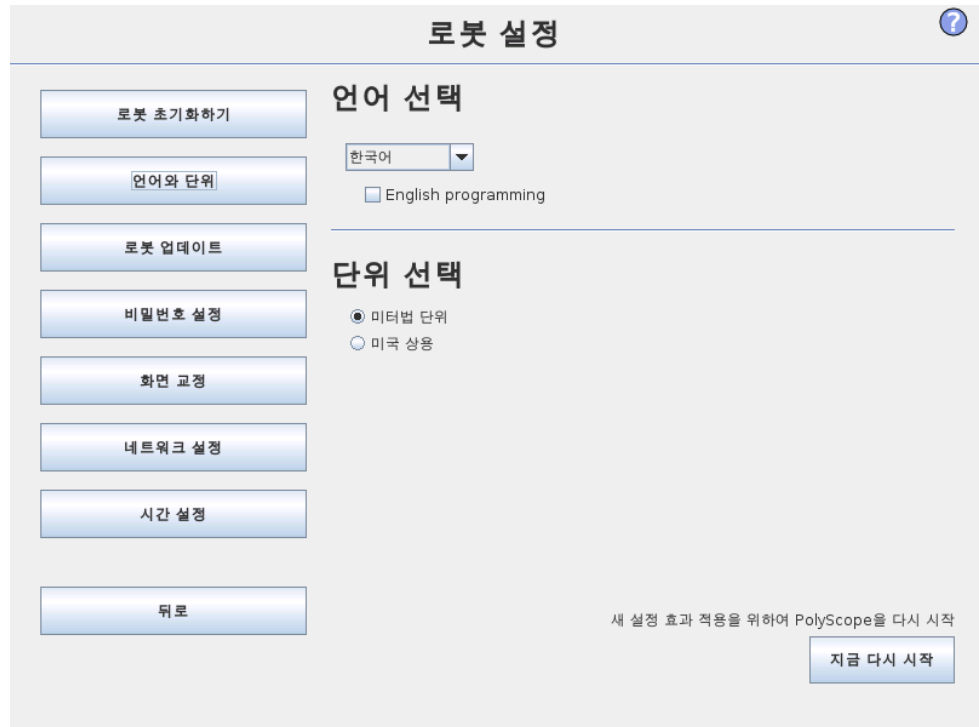 로봇 설정
?
로봇 초기화하기
언어와 단위
로봇 업데이트
비밀번호 설정
화면 교정
네트워크 설정
시간 설정
뒤로
언어 선택
한국어
English programming
단위 선택
미터법 단위
미국 상용
새 설정 효과 적용을 위하여 PolyScope을 다시 시작
지금 다시 시작